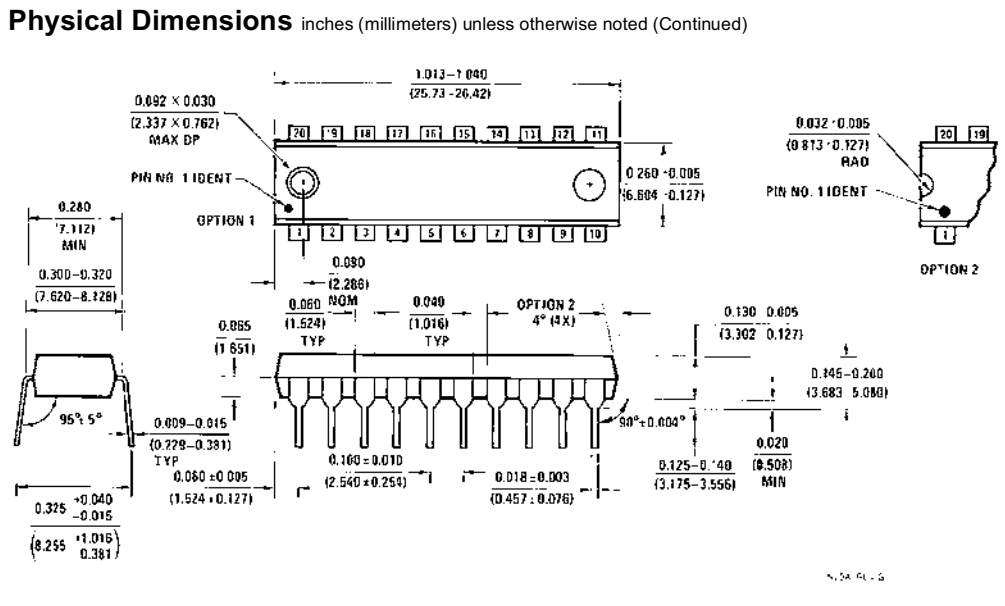 Physical Dimensions inches (millimeters) unless otherwise noted (Continued)
1.013–1.040
(25.73–26.42)
0.092 × 0.030
(2.337 × 0.762)
MAX DP
20 19 18 17 16 15 14 13 12 11
PIN NO. 1 IDENT
OPTION 1
0.260 ±0.005
(6.604 ±0.127)
1 2 3 4 5 6 7 8 9 10
0.032 ±0.005
(0.813 ±0.127)
RAD
20 19
PIN NO. 1 IDENT
1
OPTION 2
0.280
(7.112)
MIN
0.300–0.320
(7.620–8.128)
0.090
(2.286)
NOM
0.060
(1.524)
TYP
0.040
(1.016)
TYP
OPTION 2
4° (4X)
0.065
(1.651)
0.130 0.005
(3.302 0.127)
0.145–0.200
(3.683–5.080)
95°± 5°
0.009–0.015
(0.229–0.381)
TYP
90°±0.004°
0.020
(0.508)
MIN
0.100 ±0.010
(2.540 ±0.254)
0.060 ±0.005
(1.524 ±0.127)
0.018 ±0.003
(0.457 ±0.076)
0.125–0.140
(3.175–3.556)
0.325 +0.040
–0.015
(8.255 +1.016
0.381)